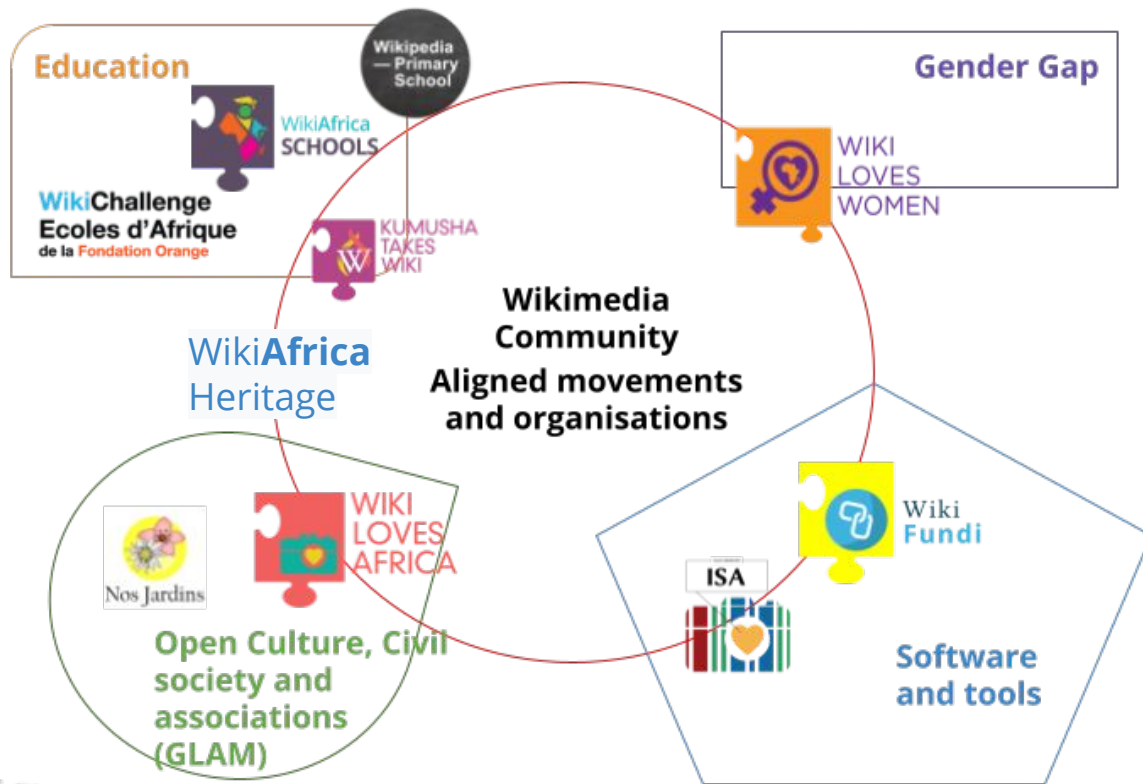 Education
Wikipedia
— Primary
School
WikiAfrica
SCHOOLS
WikiChallenge
Ecoles d'Afrique
de la Fondation Orange
KUMUSHA
TAKES
WIKI
W
Gender Gap
WIKI
LOVES
WOMEN
Wikimedia
Community
Aligned movements
and organisations
WikiAfrica
Heritage
Nos Jardins
WIKI
LOVES
AFRICA
Open Culture, Civil
society and
associations
(GLAM)
Wiki
Fundi
ISA
Software
and tools